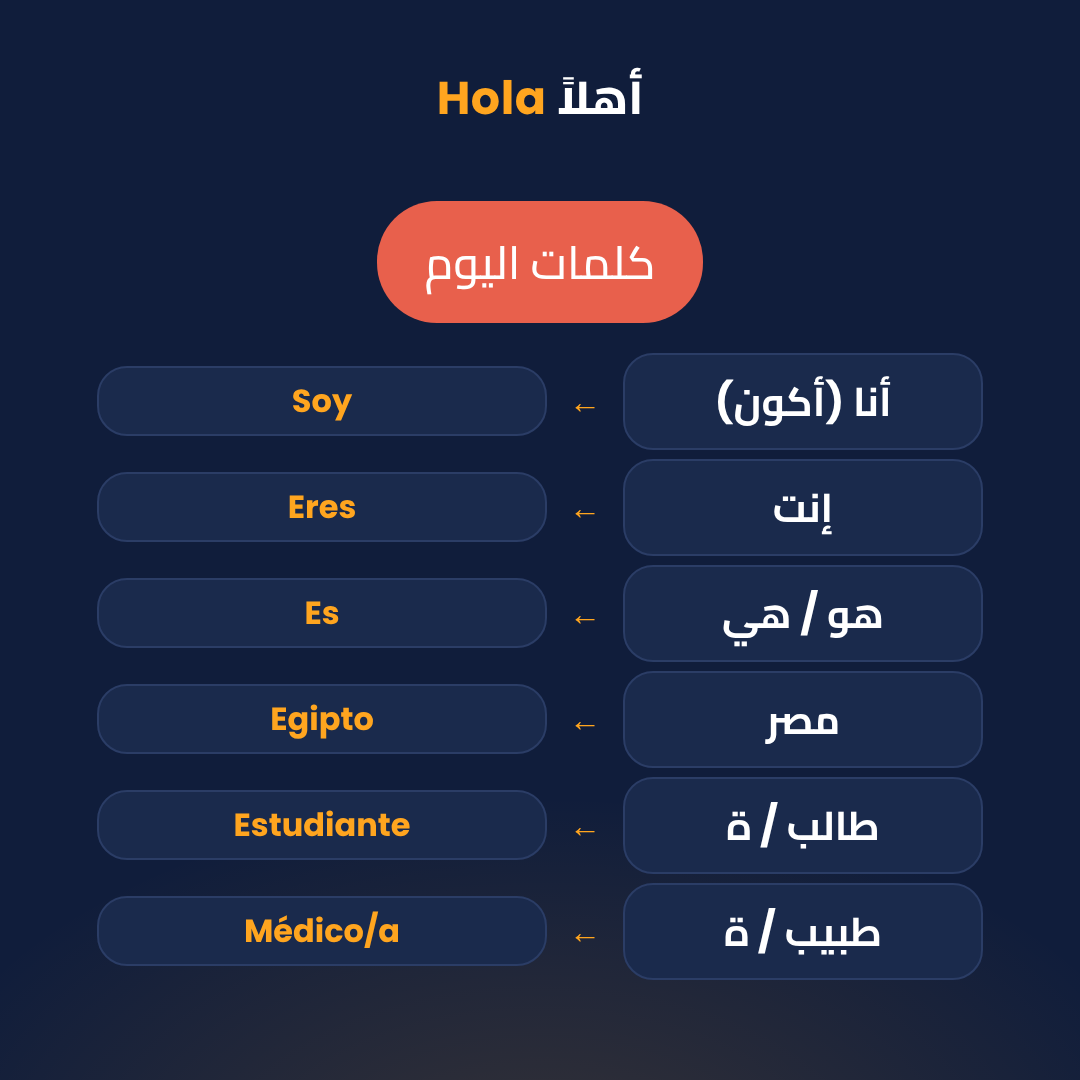 أهلاً Hola
كلمات اليوم
أنا (أكون) ← Soy
إنت ← Eres
هو / هي ← Es
مصر ← Egipto
طالب / ة ← Estudiante
طبيب / ة ← Médico/a